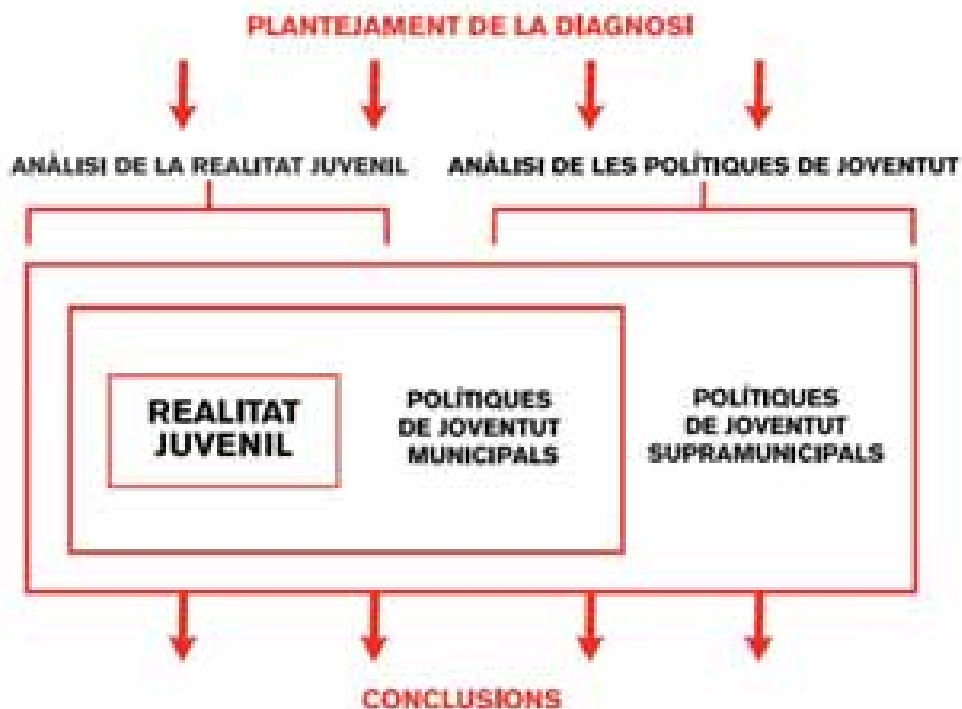 PLANTEJAMENT DE LA DIAGNOSI
ANÀLISI DE LA REALITAT JUVENIL
ANÀLISI DE LES POLÍTIQUES DE JOVENTUT
REALITAT
JUVENIL
POLÍTIQUES
DE JOVENTUT
MUNICIPALS
POLÍTIQUES
DE JOVENTUT
SUPRAMUNICIPALS
CONCLUSIONS